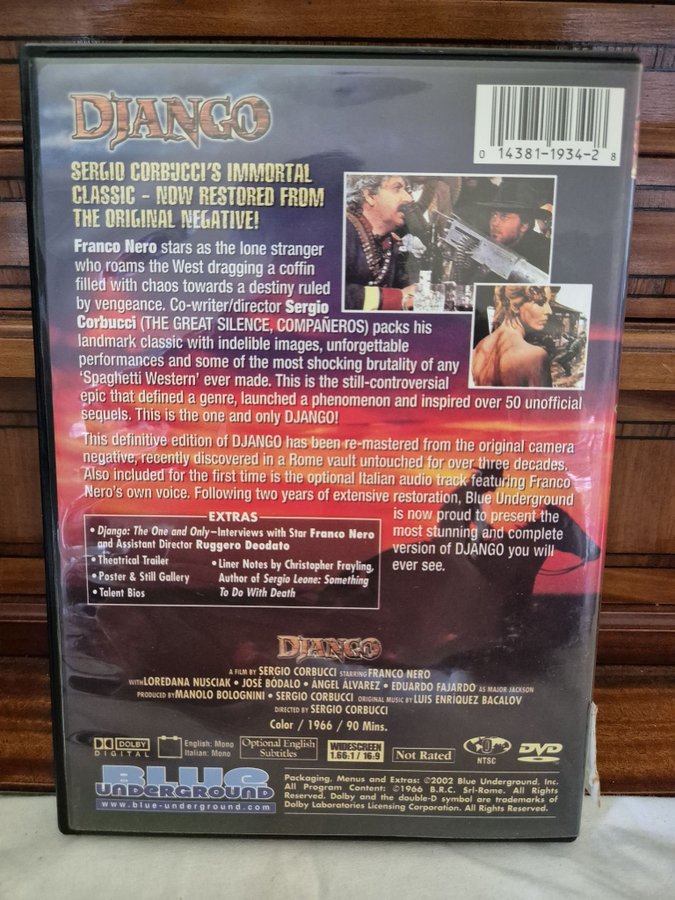 DJANGO
0 14381-1934-2 8
SERGIO CORBUCCI'S IMMORTAL
CLASSIC - NOW RESTORED FROM
THE ORIGINAL NEGATIVE!
Franco Nero stars as the lone stranger
who roams the West dragging a coffin
filled with chaos towards a destiny ruled
by vengeance. Co-writer/director Sergio
Corbucci (THE GREAT SILENCE, COMPAÑEROS) packs his
landmark classic with indelible images, unforgettable
performances and some of the most shocking brutality of any
'Spaghetti Western' ever made. This is the still-controversial
epic that defined a genre, launched a phenomenon and inspired over 50 unofficial
sequels. This is the one and only DJANGO!
This definitive edition of DJANGO has been re-mastered from the original camera
negative, recently discovered in a Rome vault untouched for over three decades.
Also included for the first time is the optional Italian audio track featuring Franco
Nero's own voice. Following two years of extensive restoration, Blue Underground
is now proud to present the
most stunning and complete
version of DJANGO you will
ever see.
EXTRAS
• Django: The One and Only—Interviews with Star Franco Nero
and Assistant Director Ruggero Deodato
• Theatrical Trailer
• Poster & Still Gallery
• Talent Bios
• Liner Notes by Christopher Frayling,
Author of Sergio Leone: Something
To Do With Death
DJANGO
A FILM BY SERGIO CORBUCCI STARRING FRANCO NERO
WITH LOREDANA NUSCIAK • JOSÉ BÓDALO • ÁNGEL ÁLVAREZ • EDUARDO FAJARDO AS MAJOR JACKSON
PRODUCED BY MANOLO BOLOGNINI • SERGIO CORBUCCI ORIGINAL MUSIC BY LUIS ENRÍQUEZ BACALOV
DIRECTED BY SERGIO CORBUCCI
Color / 1966 / 90 Mins.
DOLBY DIGITAL
English: Mono
Italian: Mono
Optional English
Subtitles
WIDESCREEN
1.66:1 / 16:9
Not Rated
NTSC
DVD
BLUE
UNDERGROUND
www.blue-underground.com
Packaging, Menus and Extras: ©2002 Blue Underground, Inc.
All Program Content: ©1966 B.R.C. Srl-Rome. All Rights
Reserved. Dolby and the double-D symbol are trademarks of
Dolby Laboratories Licensing Corporation. All Rights Reserved.